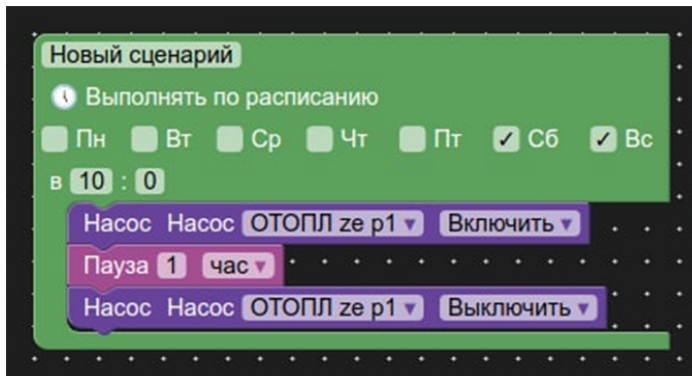 Новый сценарий
Выполнять по расписанию
Пн Вт Ср Чт Пт Сб Вс
в 10 : 0
Насос Насос ОТОПЛ ze p1 Включить
Пауза 1 час
Насос Насос ОТОПЛ ze p1 Выключить